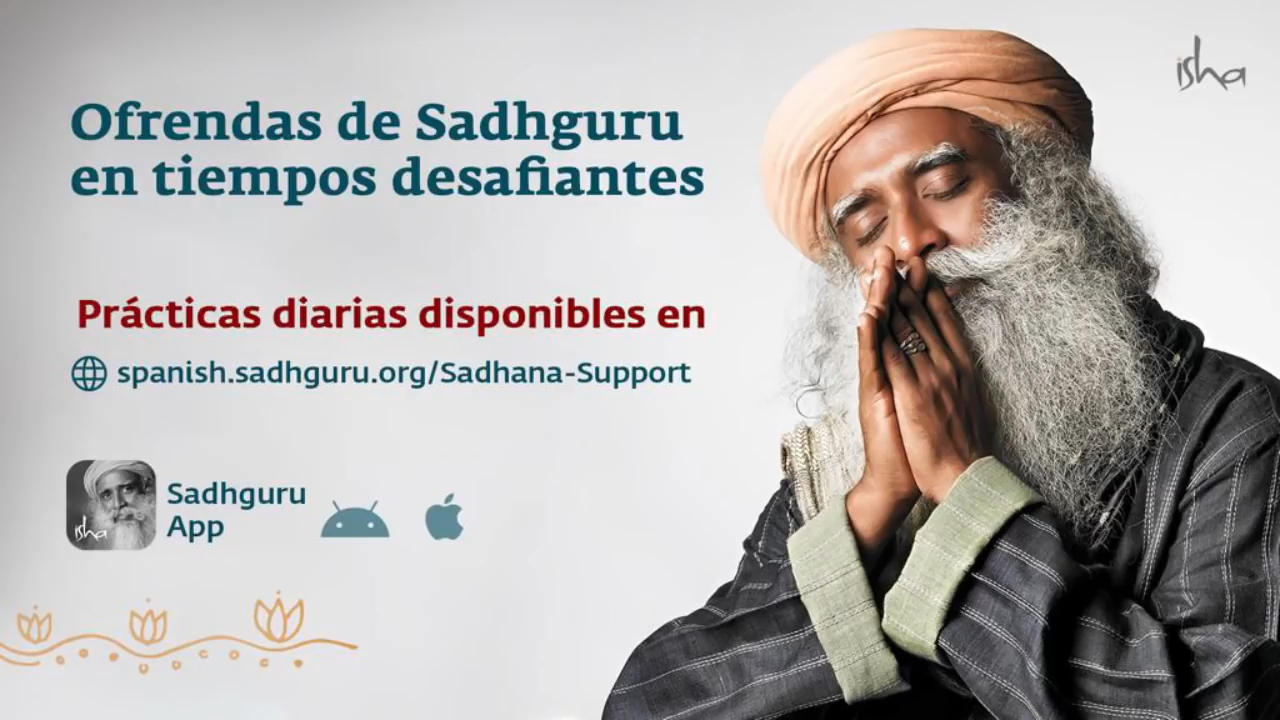 isha
Ofrendas de Sadhguru
en tiempos desafiantes
Prácticas diarias disponibles en
spanish.sadhguru.org/Sadhana-Support
isha
Sadhguru
App